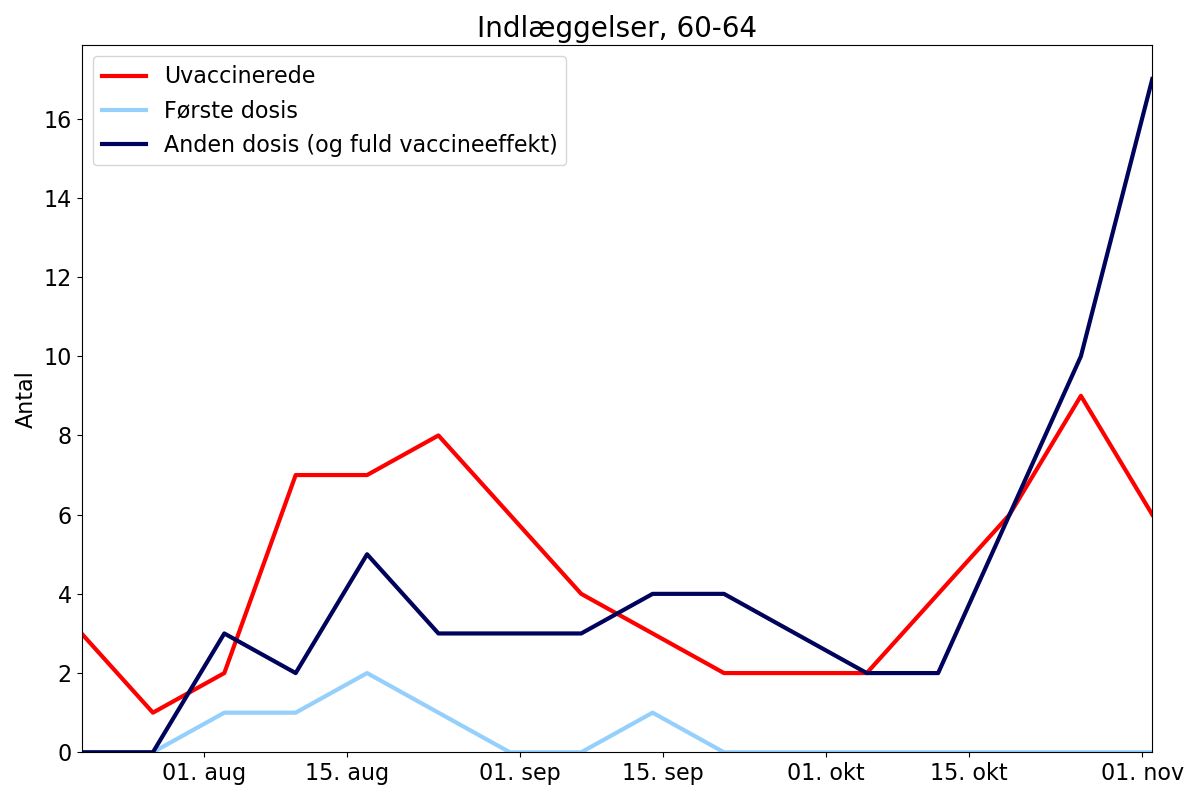 Indlæggelser, 60-64
Uvaccinerede
Første dosis
Anden dosis (og fuld vaccineeffekt)
Antal
16
14
12
10
8
6
4
2
0
01. aug 15. aug 01. sep 15. sep 01. okt 15. okt 01. nov